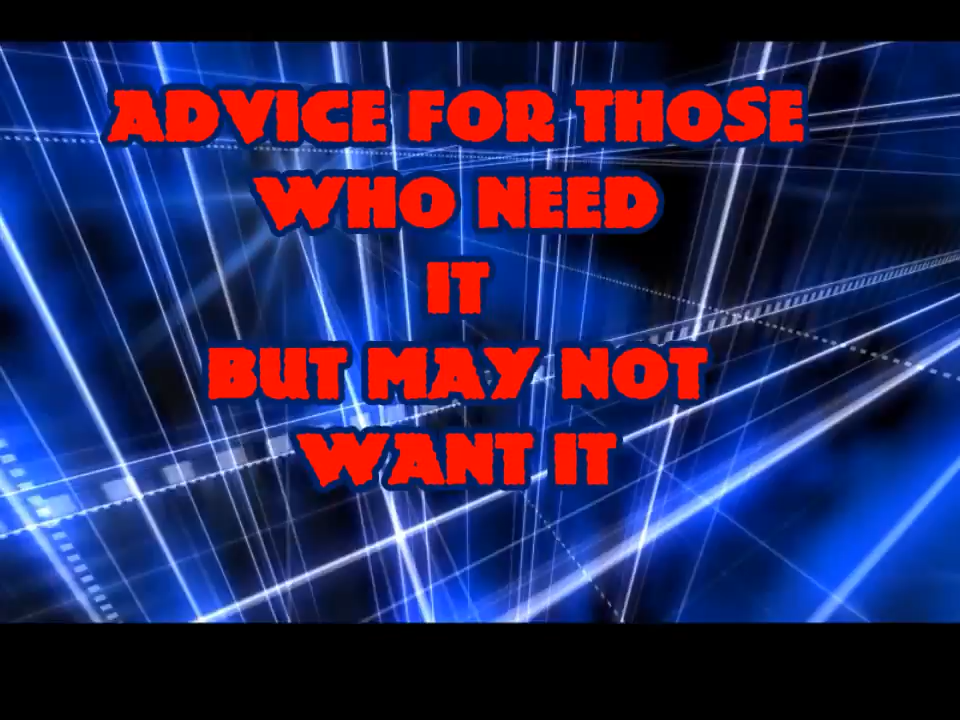 ADVICE FOR THOSE
WHO NEED
IT
BUT MAY NOT
WANT IT